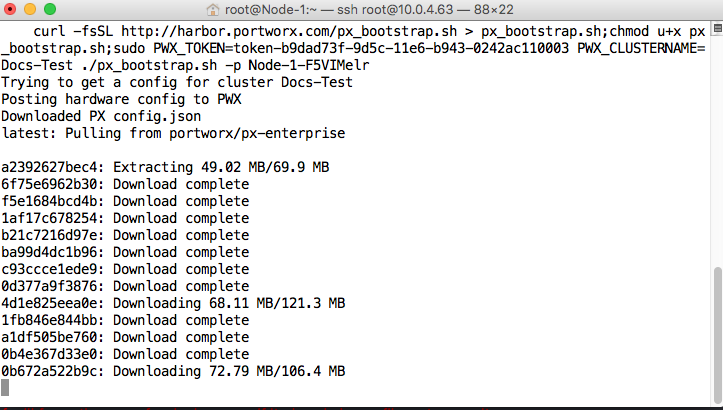 root@Node-1:~ — ssh root@10.0.4.63 — 88×22
curl -fsSL http://harbor.portworx.com/px_bootstrap.sh > px_bootstrap.sh;chmod u+x px
_bootstrap.sh;sudo PWX_TOKEN=token-b9dad73f-9d5c-11e6-b943-0242ac110003 PWX_CLUSTERNAME=
Docs-Test ./px_bootstrap.sh -p Node-1-F5VIMelr
Trying to get a config for cluster Docs-Test
Posting hardware config to PWX
Downloaded PX config.json
latest: Pulling from portworx/px-enterprise
a2392627bec4: Extracting 49.02 MB/69.9 MB
6f75e6962b30: Download complete
f5e1684bcd4b: Download complete
1af17c678254: Download complete
b21c7216d97e: Download complete
ba99d4dc1b96: Download complete
c93ccce1ede9: Download complete
0d377a9f3876: Download complete
4d1e825eea0e: Downloading 68.11 MB/121.3 MB
1fb846e844bb: Download complete
a1df505be760: Download complete
0b4e367d33e0: Download complete
0b672a522b9c: Downloading 72.79 MB/106.4 MB